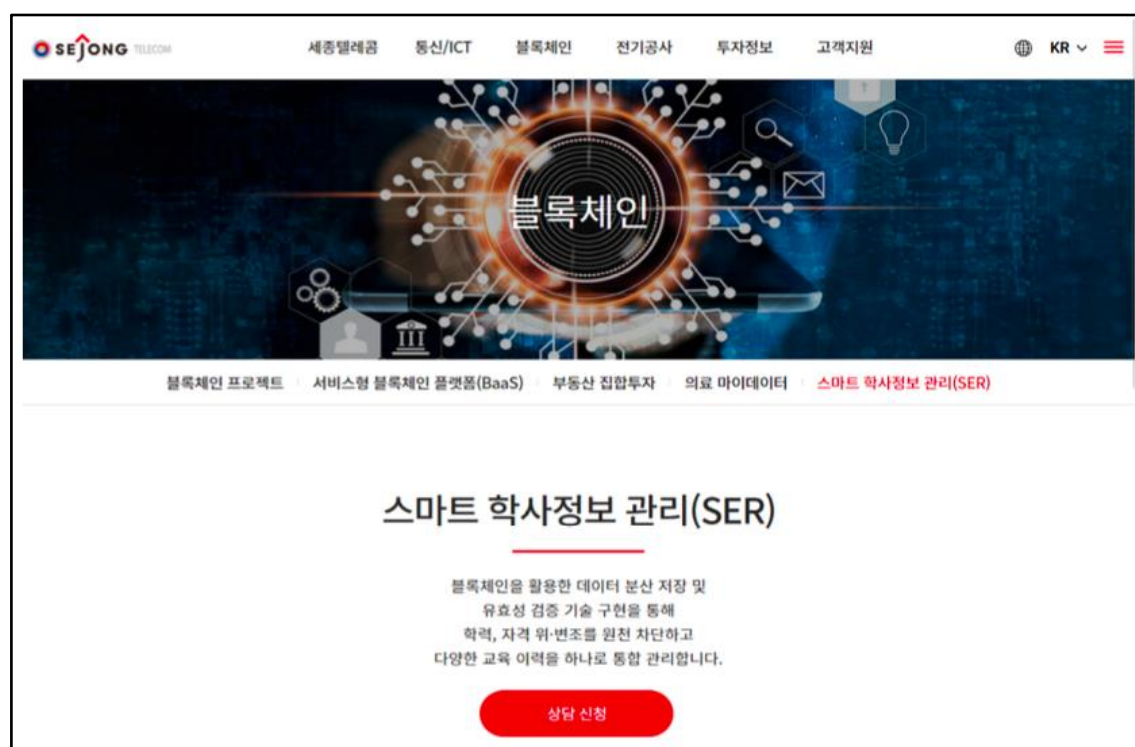 SEJONG TELECOM
세종텔레콤 통신/ICT 블록체인 전기공사 투자정보 고객지원 KR
블록체인
블록체인 프로젝트 서비스형 블록체인 플랫폼(BaaS) 부동산 집합투자 의료 마이데이터 스마트 학사정보 관리(SER)
스마트 학사정보 관리(SER)
블록체인을 활용한 데이터 분산 저장 및
유효성 검증 기술 구현을 통해
학력, 자격 위·변조를 원천 차단하고
다양한 교육 이력을 하나로 통합 관리합니다.
상담 신청